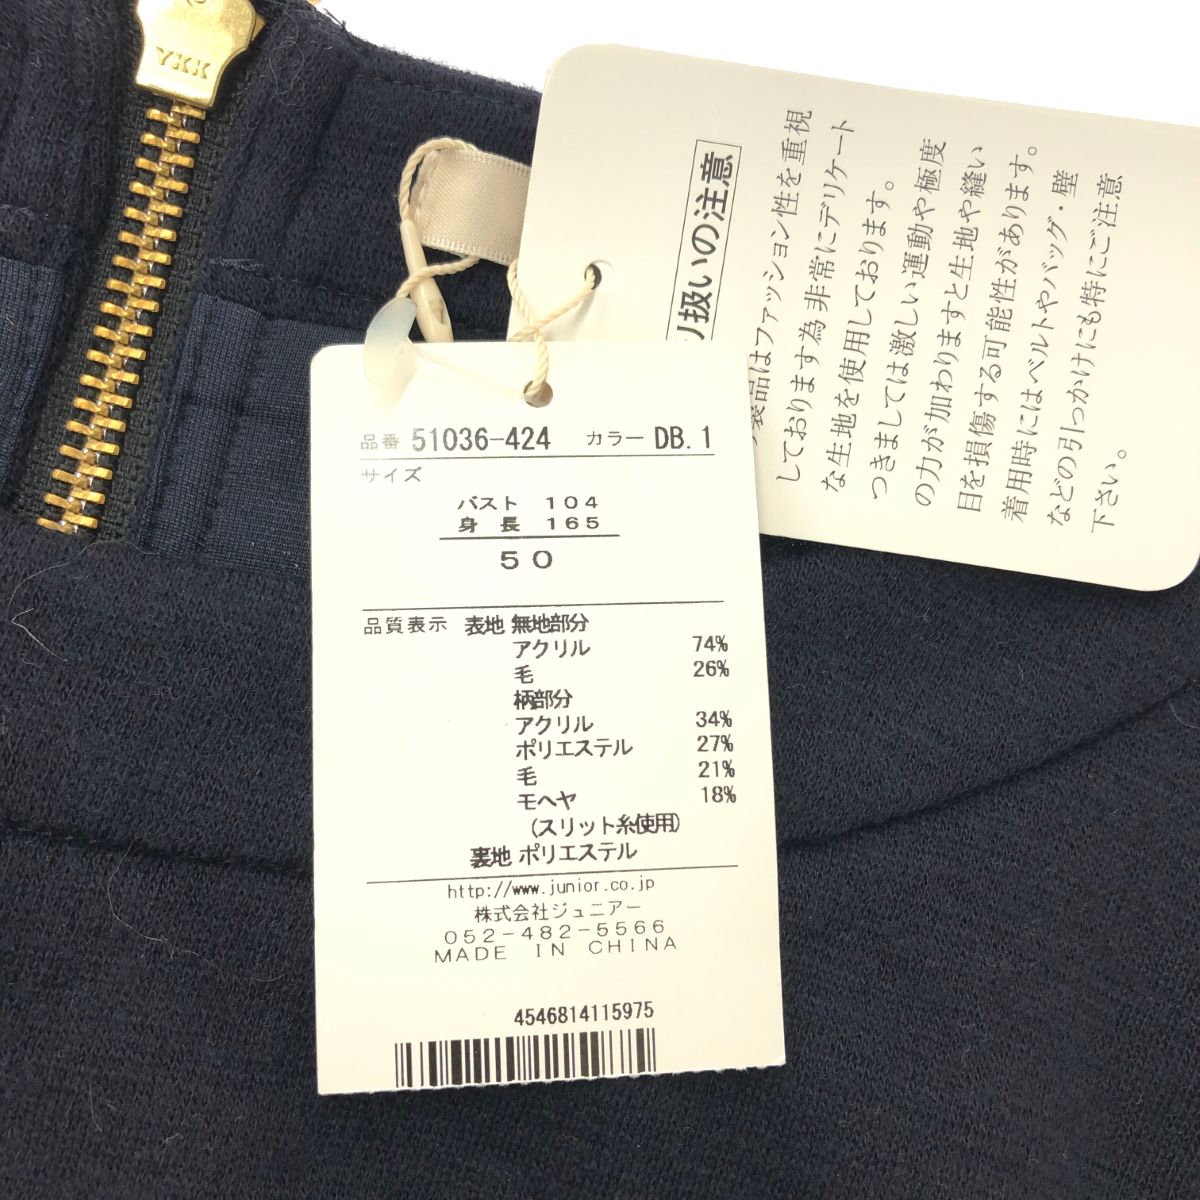 YKK
品番 51036-424 カラー DB.1
サイズ
バスト 104
身 長 165
50
品質表示 表地 無地部分
アクリル 74%
毛 26%
柄部分
アクリル 34%
ポリエステル 27%
毛 21%
モヘヤ 18%
(スリット糸使用)
裏地 ポリエステル
http://www.junior.co.jp
株式会社ジュニアー
052-482-5566
MADE IN CHINA
4546814115975
り扱いの注意
製品はファッション性を重視
しております為非常にデリケート
な生地を使用しております。
つきましては激しい運動や極度
の力が加わりますと生地や縫い
目を損傷する可能性があります。
着用時にはベルトやバッグ・壁
などの引っかけにも特にご注意
下さい。